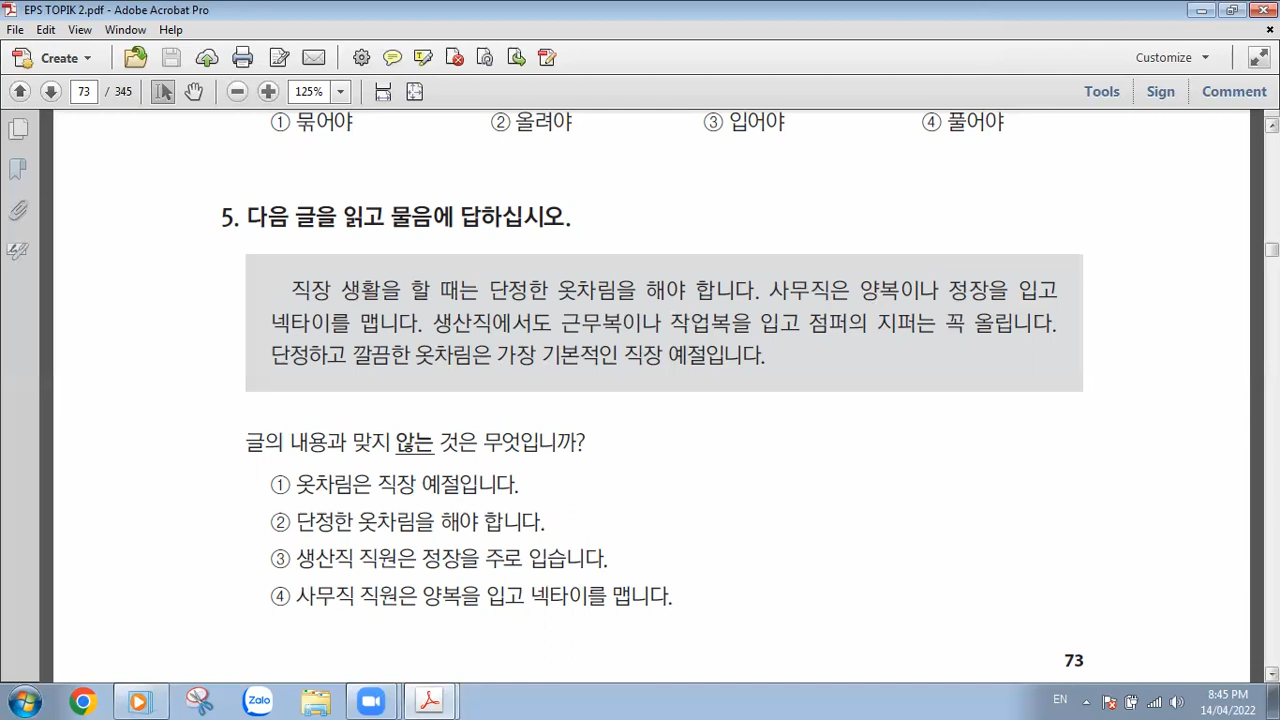 EPS TOPIK 2.pdf - Adobe Acrobat Pro
File Edit View Window Help
Create Customize
73 / 345 125% Tools Sign Comment
① 묶어야 ② 올려야 ③ 입어야 ④ 풀어야
5. 다음 글을 읽고 물음에 답하십시오.
직장 생활을 할 때는 단정한 옷차림을 해야 합니다. 사무직은 양복이나 정장을 입고
넥타이를 맵니다. 생산직에서도 근무복이나 작업복을 입고 점퍼의 지퍼는 꼭 올립니다.
단정하고 깔끔한 옷차림은 가장 기본적인 직장 예절입니다.
글의 내용과 맞지 않는 것은 무엇입니까?
① 옷차림은 직장 예절입니다.
② 단정한 옷차림을 해야 합니다.
③ 생산직 직원은 정장을 주로 입습니다.
④ 사무직 직원은 양복을 입고 넥타이를 맵니다.
73
Zalo EN 8:45 PM
14/04/2022